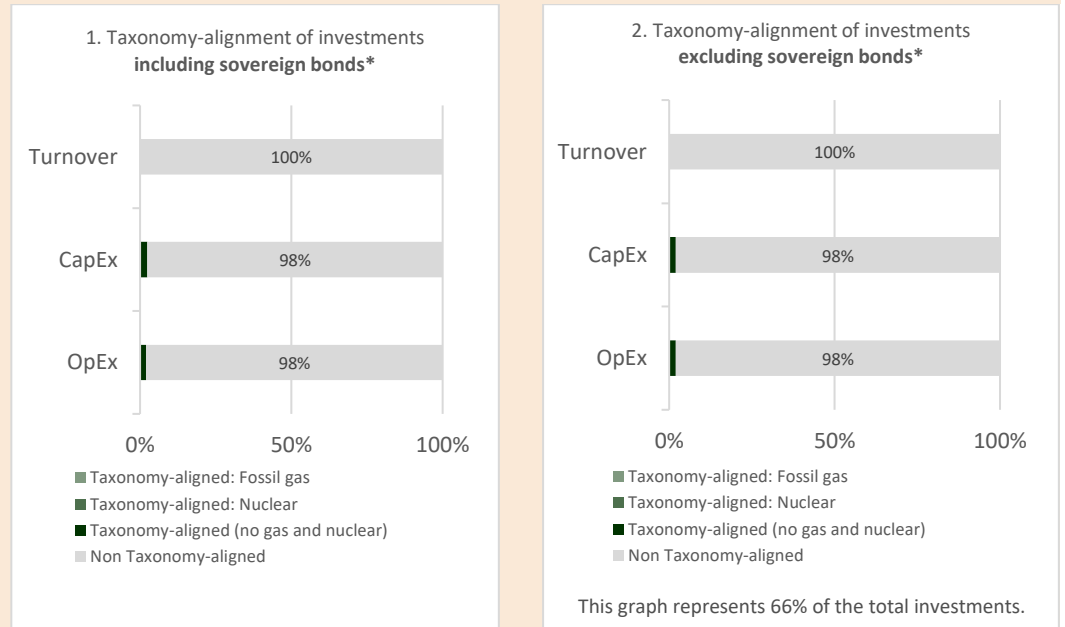 1. Taxonomy-alignment of investments
including sovereign bonds*
Turnover
100%
CapEx
98%
OpEx
98%
0%
50%
100%
Taxonomy-aligned: Fossil gas
Taxonomy-aligned: Nuclear
Taxonomy-aligned (no gas and nuclear)
Non Taxonomy-aligned
2. Taxonomy-alignment of investments
excluding sovereign bonds*
Turnover
100%
CapEx
98%
OpEx
98%
0%
50%
100%
Taxonomy-aligned: Fossil gas
Taxonomy-aligned: Nuclear
Taxonomy-aligned (no gas and nuclear)
Non Taxonomy-aligned
This graph represents 66% of the total investments.